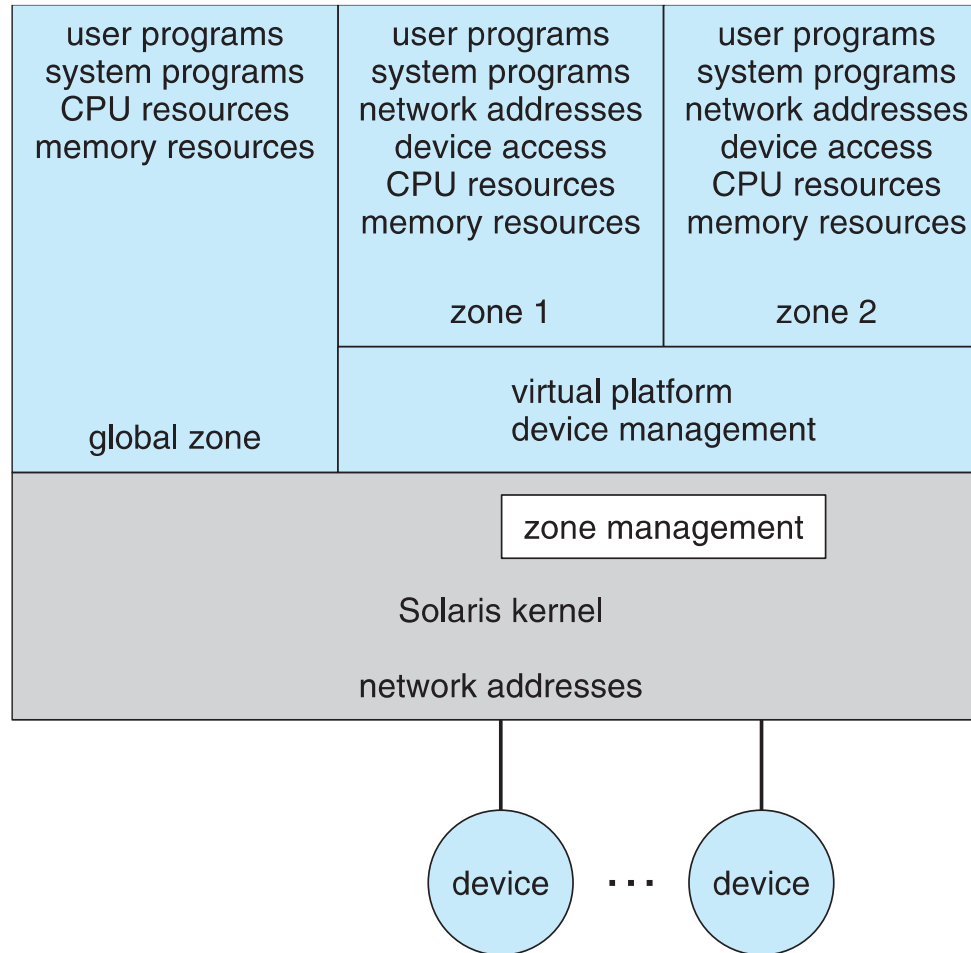 user programs
system programs
CPU resources
memory resources
global zone
user programs
system programs
network addresses
device access
CPU resources
memory resources
zone 1
user programs
system programs
network addresses
device access
CPU resources
memory resources
zone 2
virtual platform
device management
zone management
Solaris kernel
network addresses
device
...
device